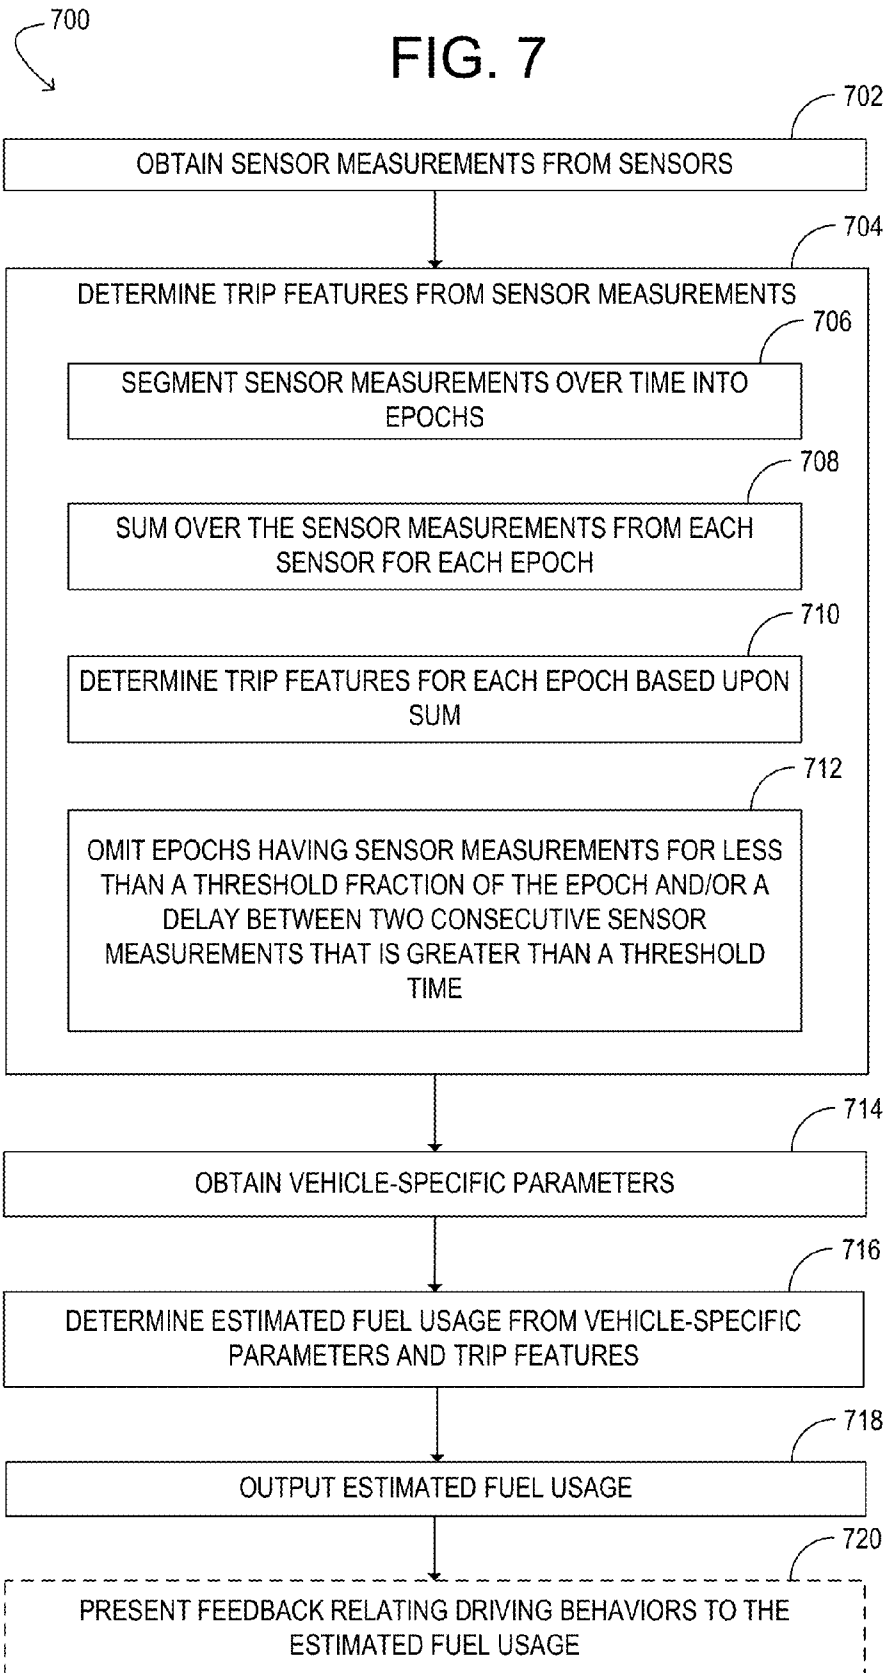 700
FIG. 7
702
OBTAIN SENSOR MEASUREMENTS FROM SENSORS
704
DETERMINE TRIP FEATURES FROM SENSOR MEASUREMENTS
706
SEGMENT SENSOR MEASUREMENTS OVER TIME INTO
EPOCHS
708
SUM OVER THE SENSOR MEASUREMENTS FROM EACH
SENSOR FOR EACH EPOCH
710
DETERMINE TRIP FEATURES FOR EACH EPOCH BASED UPON
SUM
712
OMIT EPOCHS HAVING SENSOR MEASUREMENTS FOR LESS
THAN A THRESHOLD FRACTION OF THE EPOCH AND/OR A
DELAY BETWEEN TWO CONSECUTIVE SENSOR
MEASUREMENTS THAT IS GREATER THAN A THRESHOLD
TIME
714
OBTAIN VEHICLE-SPECIFIC PARAMETERS
716
DETERMINE ESTIMATED FUEL USAGE FROM VEHICLE-SPECIFIC
PARAMETERS AND TRIP FEATURES
718
OUTPUT ESTIMATED FUEL USAGE
720
PRESENT FEEDBACK RELATING DRIVING BEHAVIORS TO THE
ESTIMATED FUEL USAGE